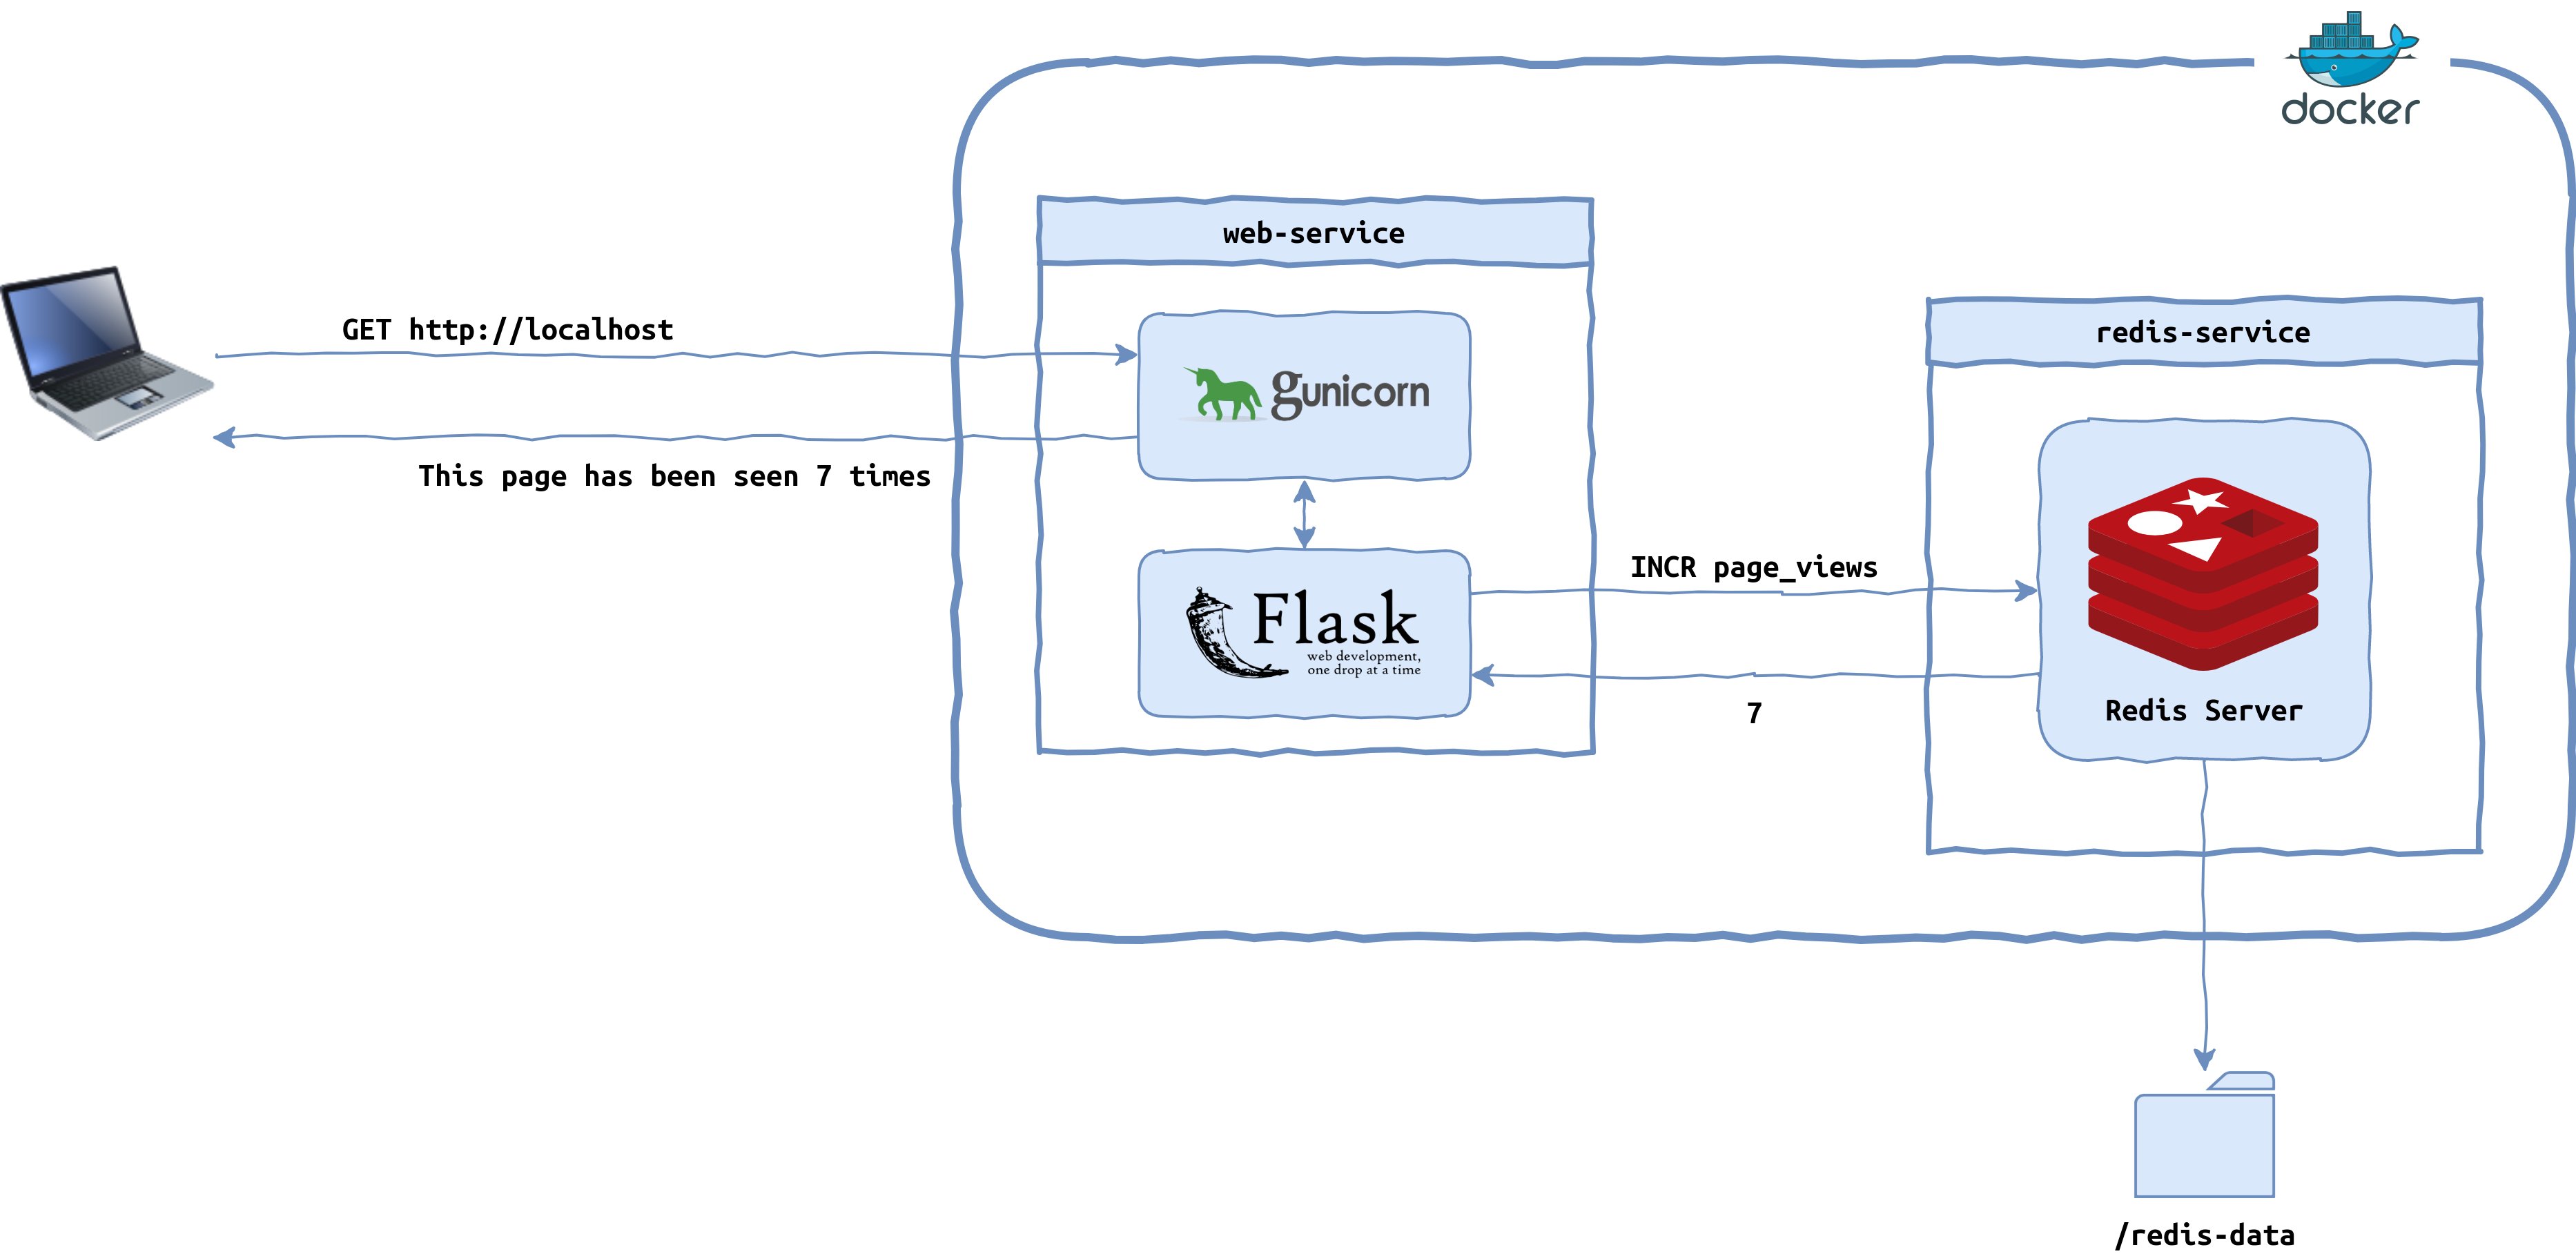 docker
web-service
GET http://localhost
gunicorn
This page has been seen 7 times
redis-service
INCR page_views
Flask
web development,
one drop at a time
7
Redis Server
/redis-data